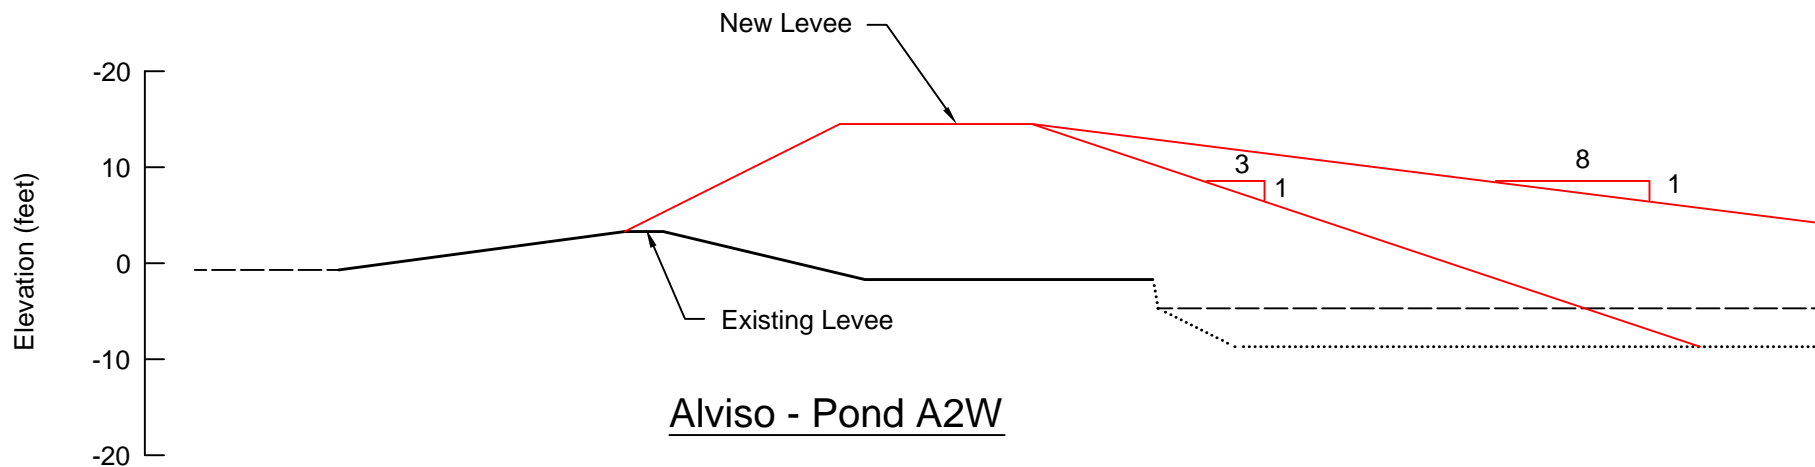 New Levee
-20
10
0
-10
-20
Elevation (feet)
3
1
8
1
Existing Levee
Alviso - Pond A2W